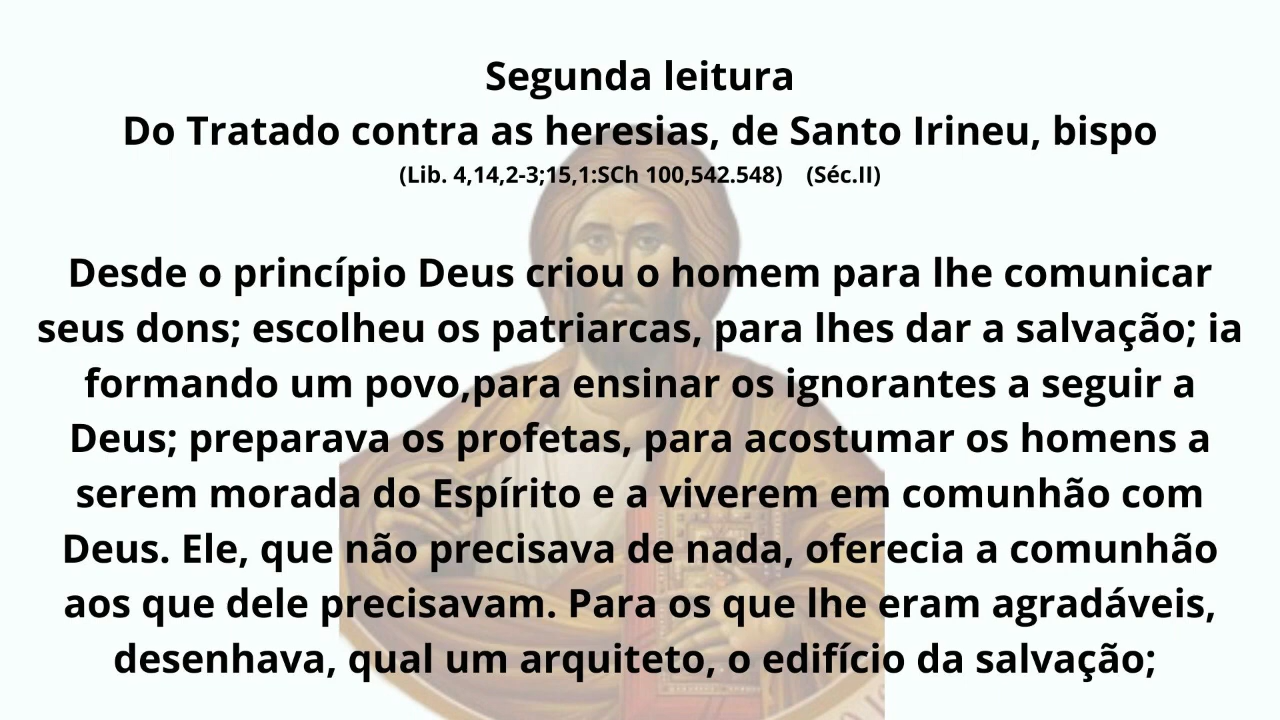 Segunda leitura
Do Tratado contra as heresias, de Santo Irineu, bispo
(Lib. 4,14,2-3;15,1:SCh 100,542.548) (Séc.II)
Desde o princípio Deus criou o homem para lhe comunicar
seus dons; escolheu os patriarcas, para lhes dar a salvação; ia
formando um povo,para ensinar os ignorantes a seguir a
Deus; preparava os profetas, para acostumar os homens a
serem morada do Espírito e a viverem em comunhão com
Deus. Ele, que não precisava de nada, oferecia a comunhão
aos que dele precisavam. Para os que lhe eram agradáveis,
desenhava, qual um arquiteto, o edifício da salvação;